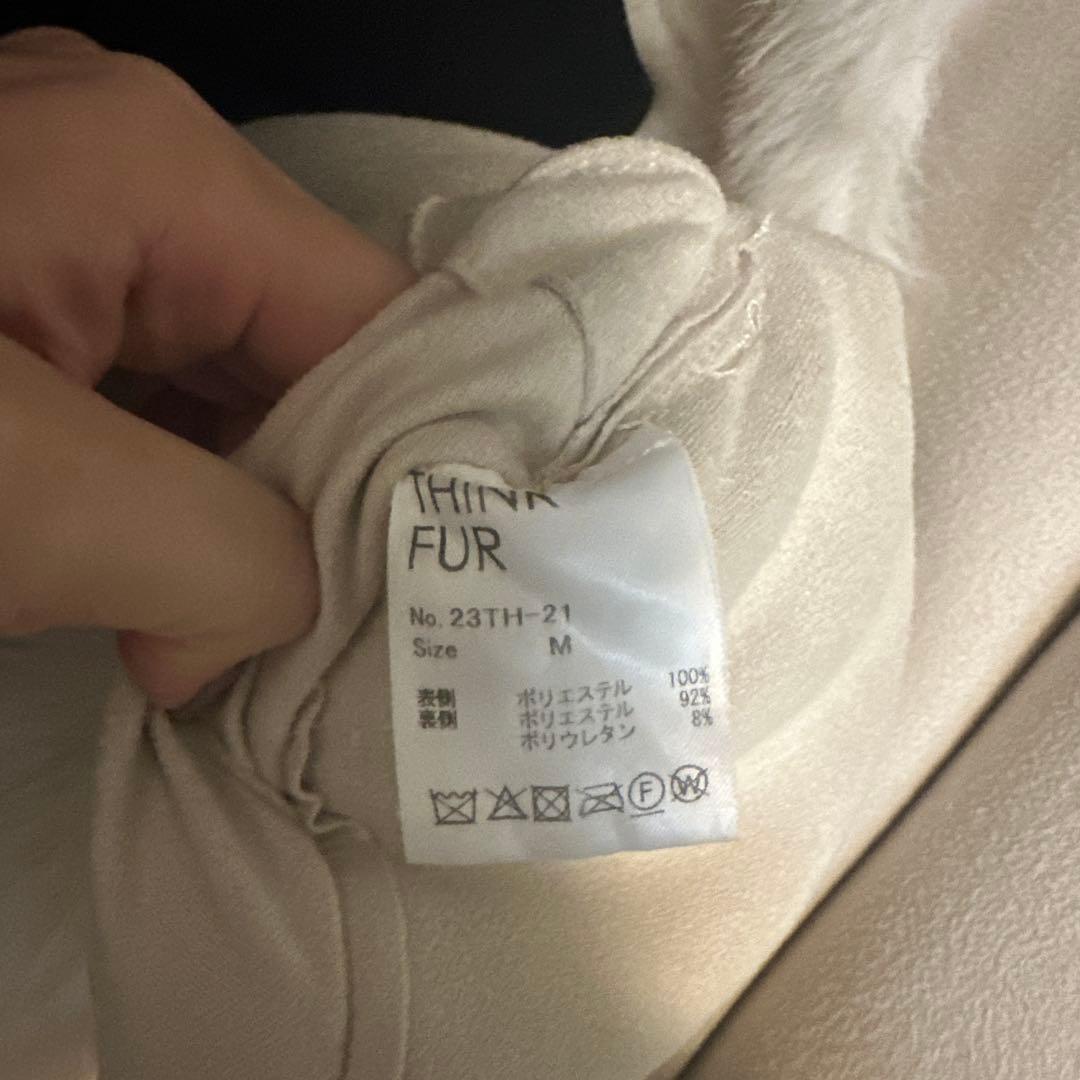 THINK
FUR
No. 23TH-21
Size M
表側 ポリエステル 100%
裏側 ポリエステル 92%
ポリウレタン 8%
F W